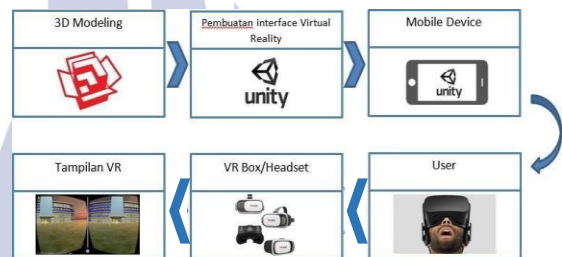 3D Modeling
Pembuatan interface Virtual
Reality
Mobile Device
unity
unity
User
VR Box/Headset
Tampilan VR